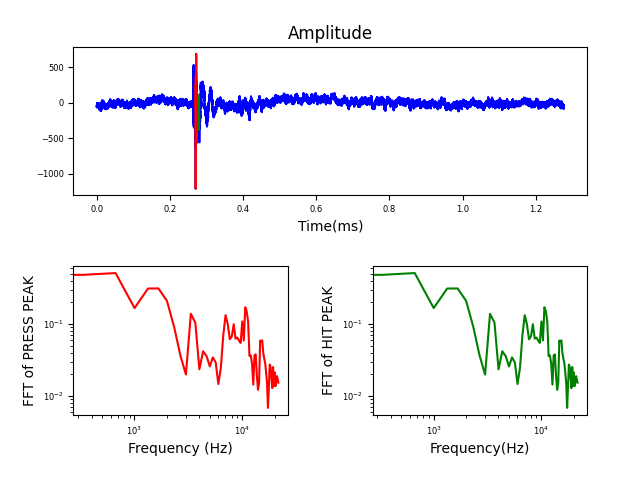 Amplitude
500
0
−500
−1000
0.0 0.2 0.4 0.6 0.8 1.0 1.2
Time(ms)
FFT of PRESS PEAK
10⁻¹
10⁻²
10³ 10⁴
Frequency (Hz)
FFT of HIT PEAK
10⁻¹
10⁻²
10³ 10⁴
Frequency(Hz)